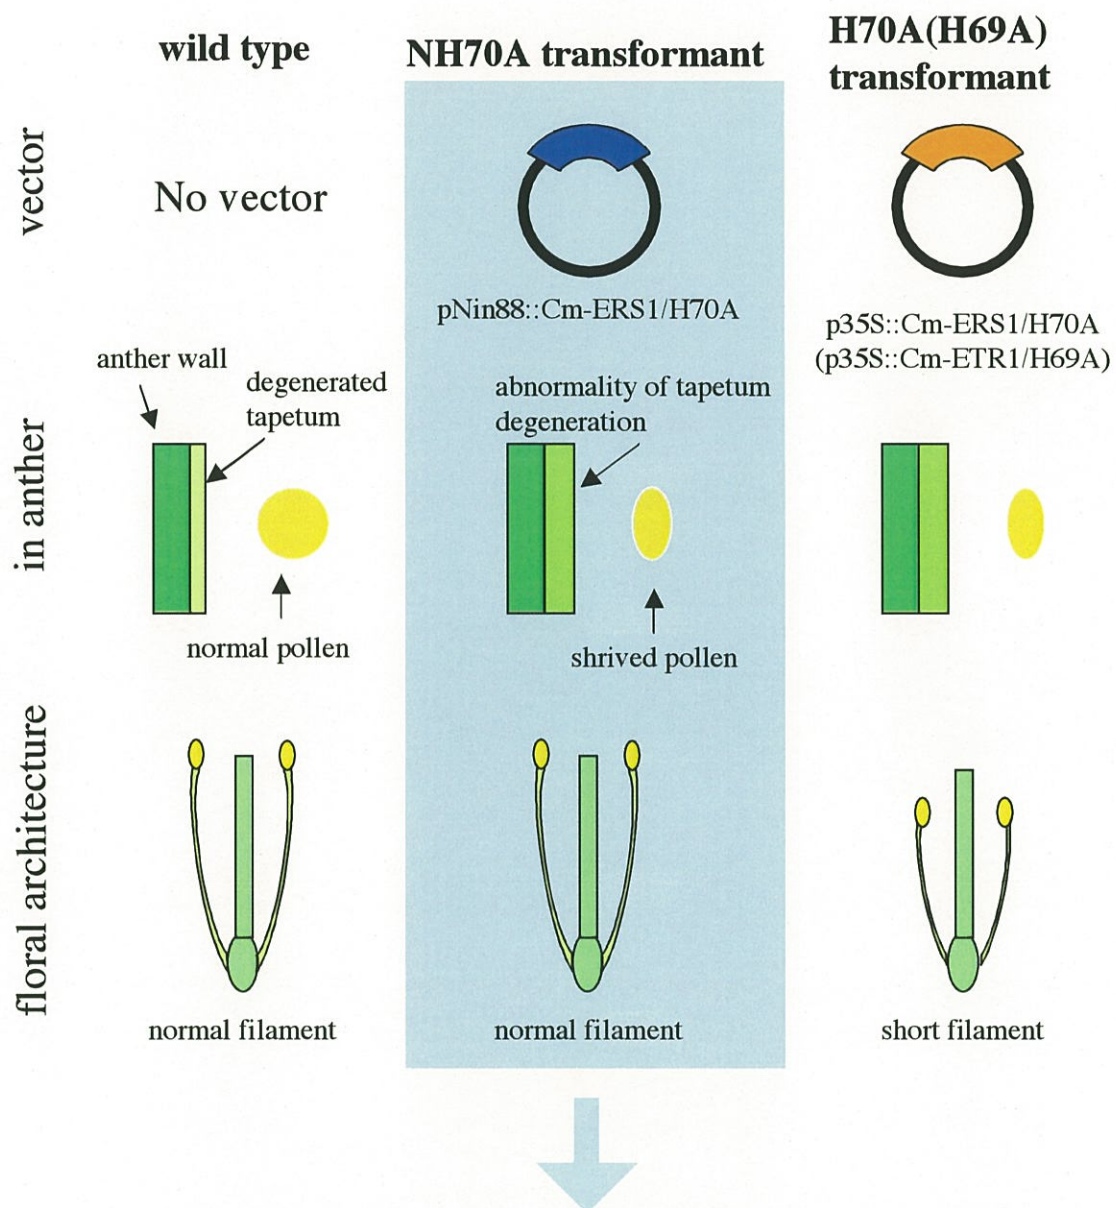 wild type
NH70A transformant
H70A(H69A)
transformant
vector
No vector
pNin88::Cm-ERS1/H70A
p35S::Cm-ERS1/H70A
(p35S::Cm-ETR1/H69A)
in anther
anther wall
degenerated
tapetum
normal pollen
abnormality of tapetum
degeneration
shrived pollen
floral architecture
normal filament
normal filament
short filament